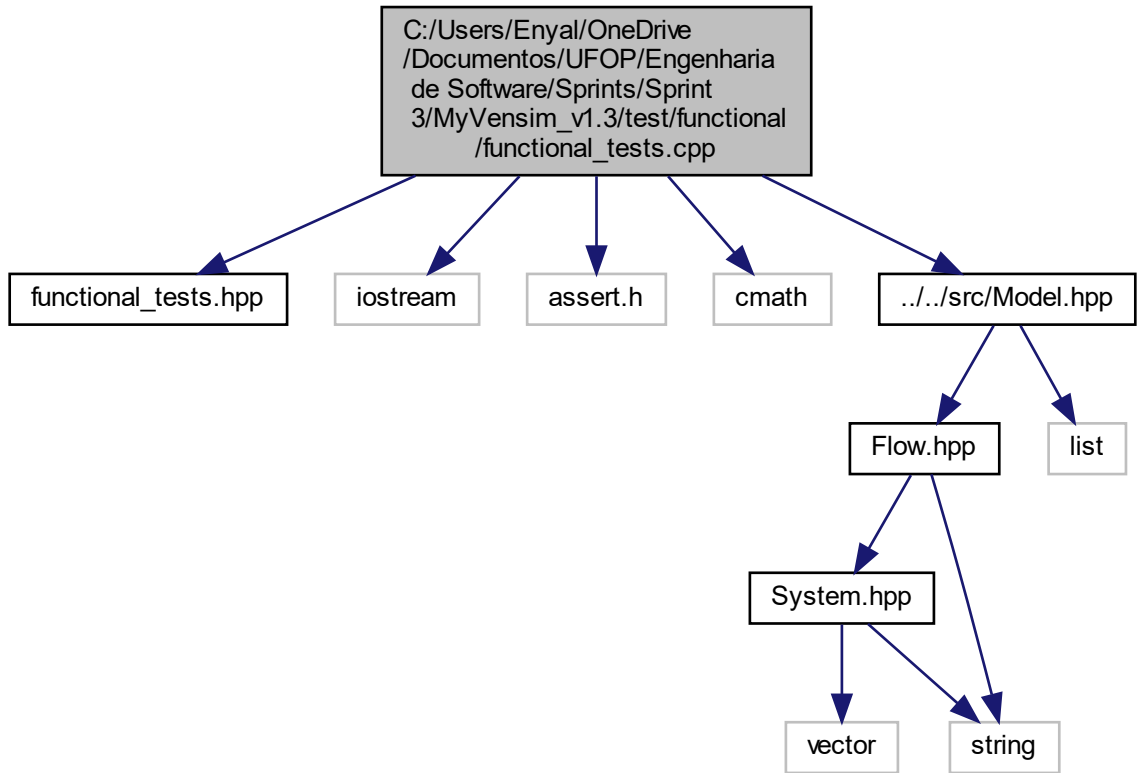 C:/Users/Enyal/OneDrive
/Documentos/UFOP/Engenharia
de Software/Sprints/Sprint
3/MyVensim_v1.3/test/functional
/functional_tests.cpp
functional_tests.hpp
iostream
assert.h
cmath
../../src/Model.hpp
Flow.hpp
list
System.hpp
vector
string